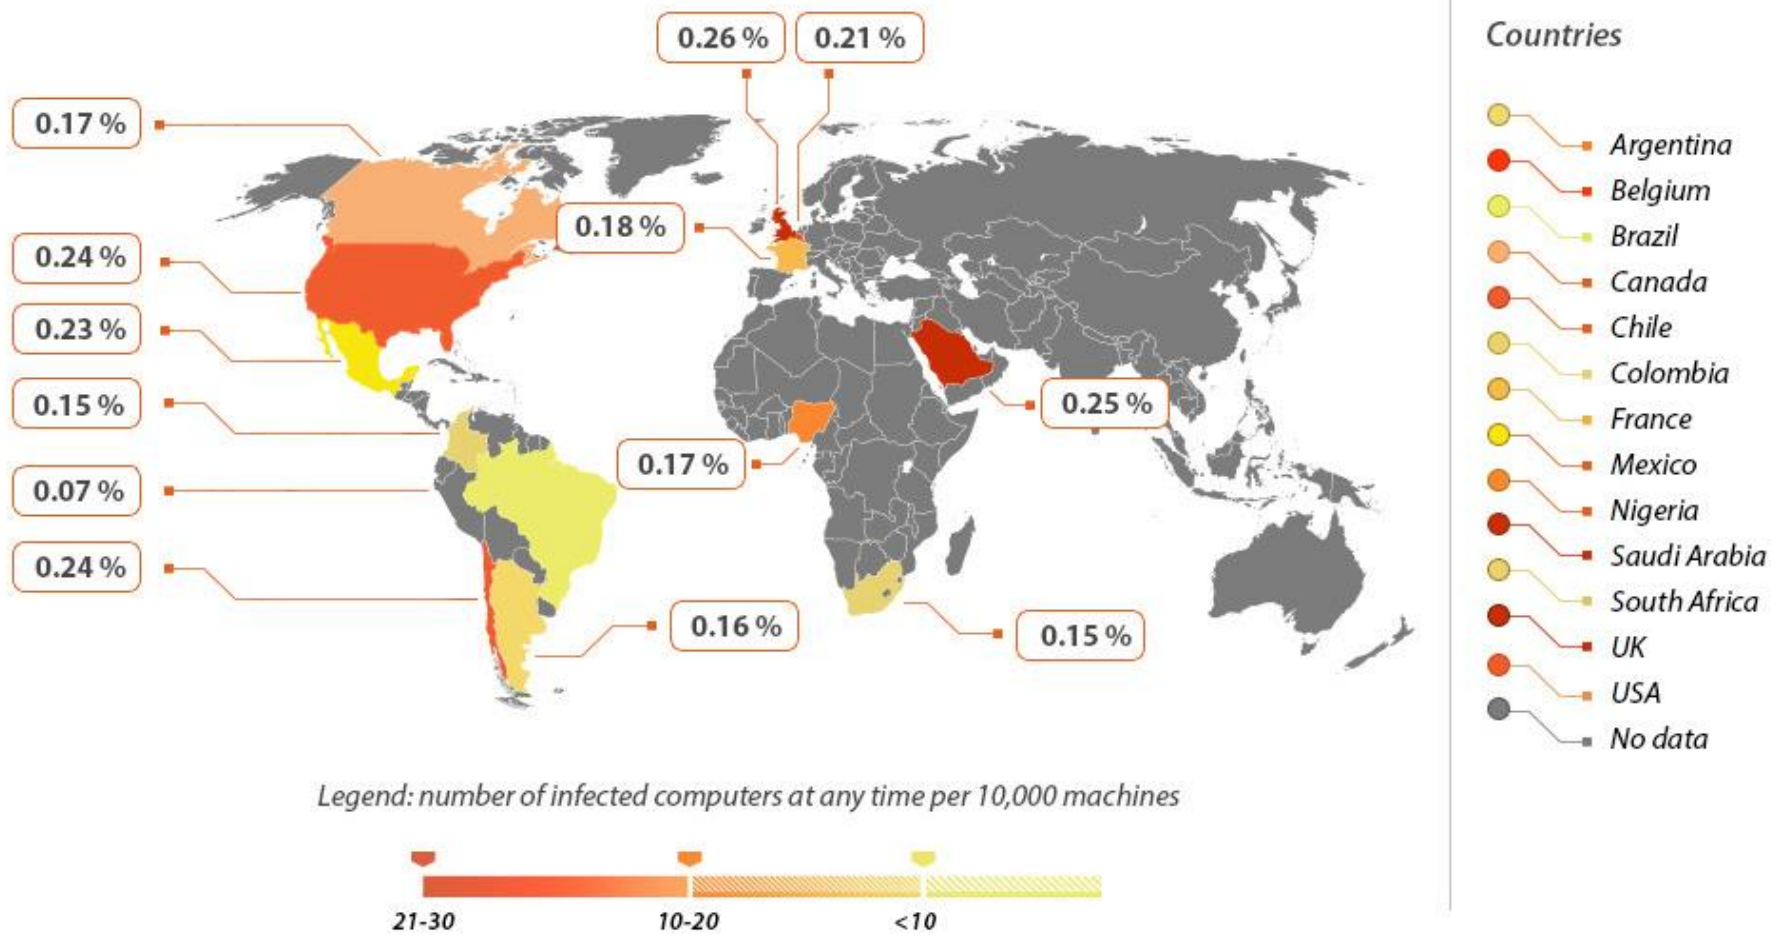 0.26 %
0.21 %
0.17 %
0.18 %
0.24 %
0.23 %
0.15 %
0.25 %
0.17 %
0.07 %
0.24 %
0.16 %
0.15 %
Countries
Argentina
Belgium
Brazil
Canada
Chile
Colombia
France
Mexico
Nigeria
Saudi Arabia
South Africa
UK
USA
No data
Legend: number of infected computers at any time per 10,000 machines
21-30
10-20
<10